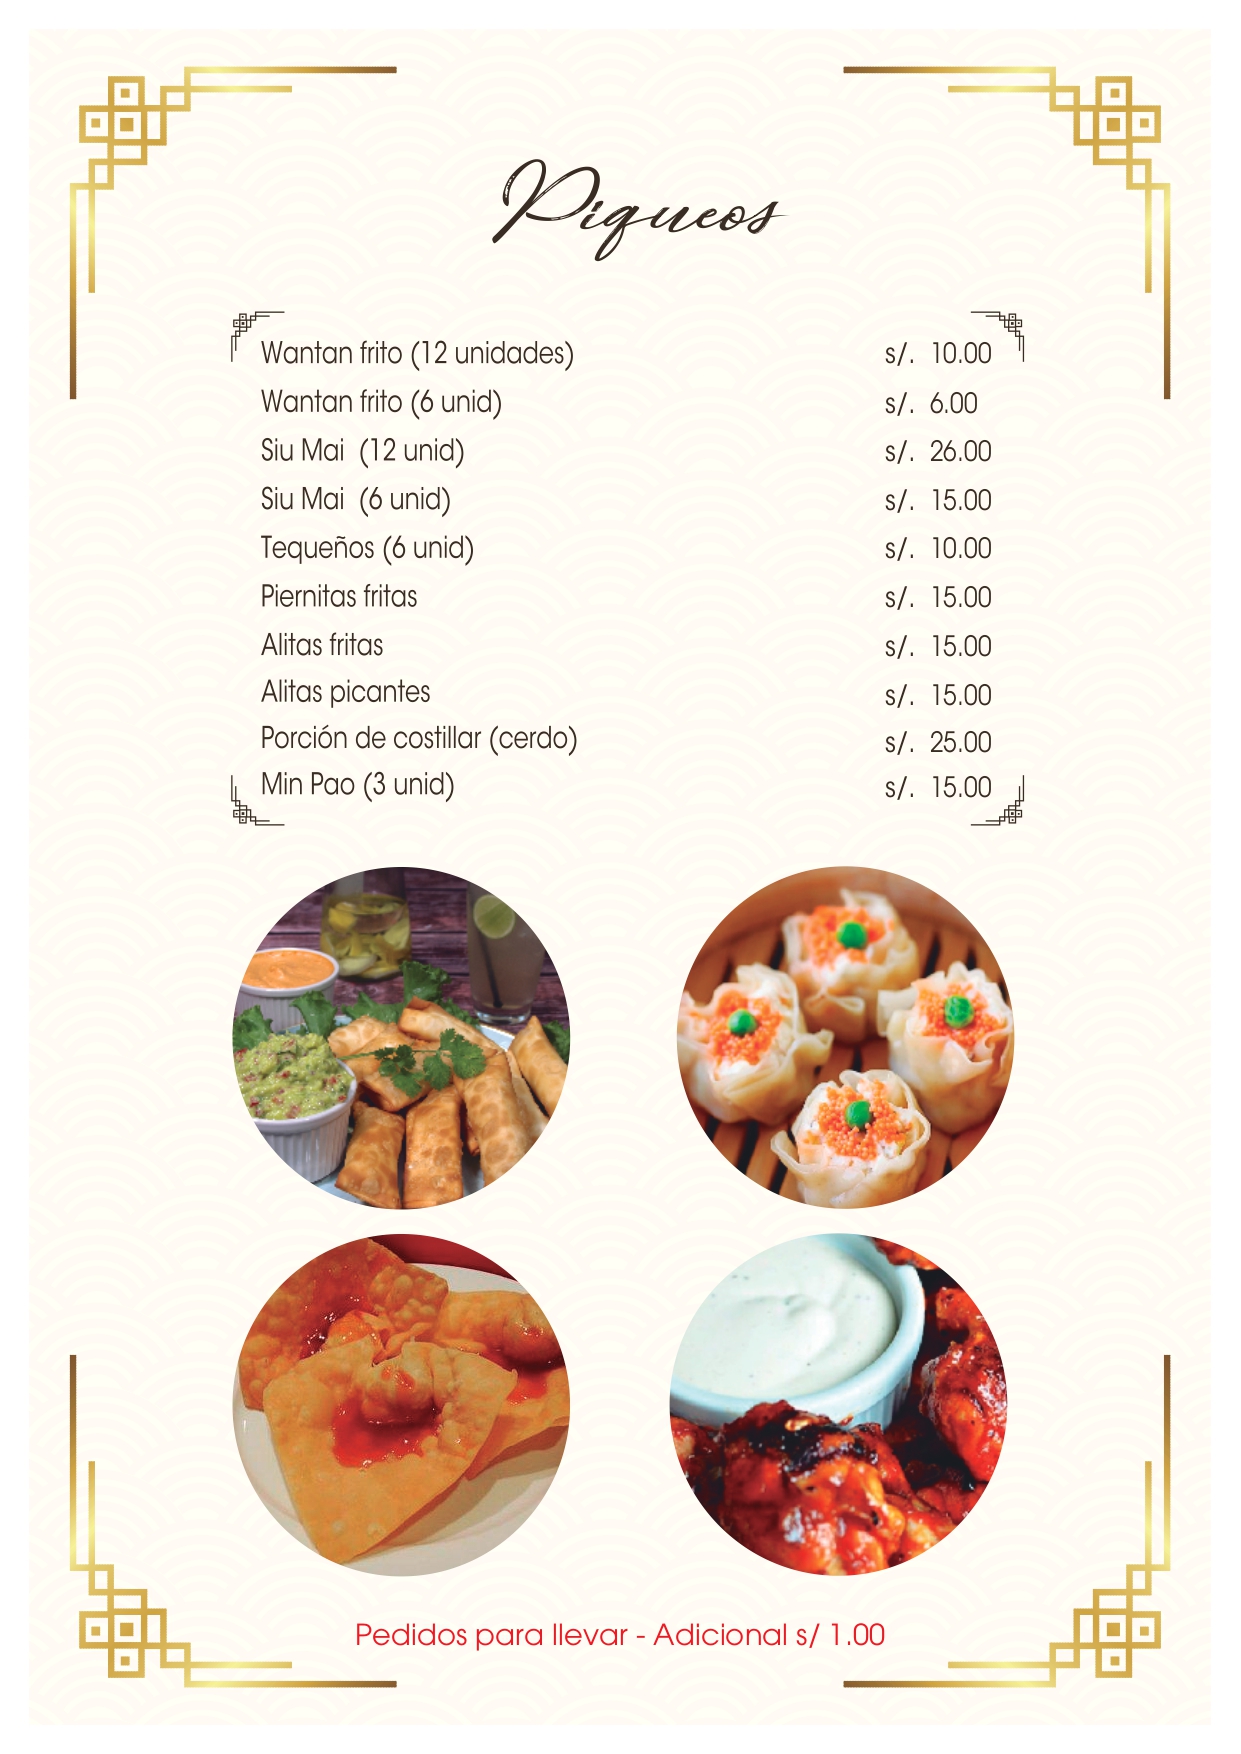 Piqueos
Wantan frito (12 unidades) s/. 10.00
Wantan frito (6 unid) s/. 6.00
Siu Mai (12 unid) s/. 26.00
Siu Mai (6 unid) s/. 15.00
Tequeños (6 unid) s/. 10.00
Piernitas fritas s/. 15.00
Alitas fritas s/. 15.00
Alitas picantes s/. 15.00
Porción de costillar (cerdo) s/. 25.00
Min Pao (3 unid) s/. 15.00
Pedidos para llevar - Adicional s/ 1.00